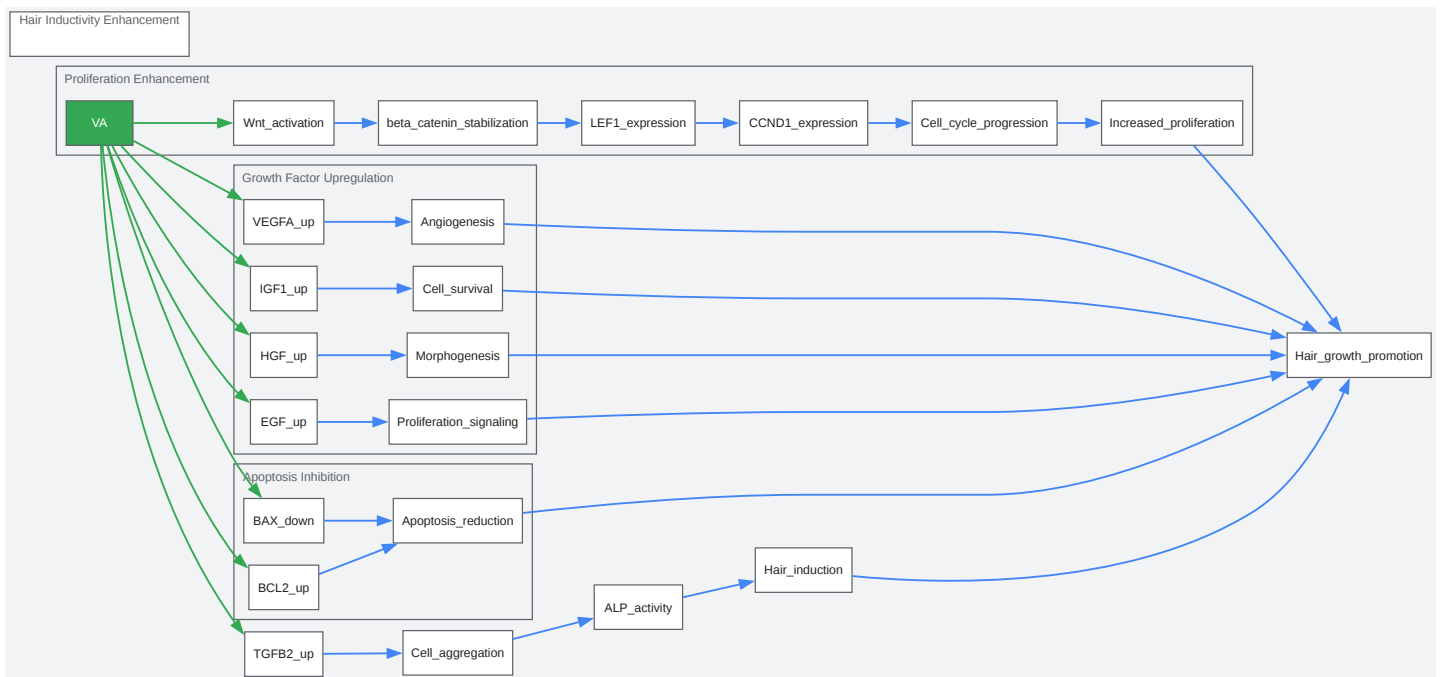 Hair Inductivity Enhancement
Proliferation Enhancement
VA
Wnt_activation
beta_catenin_stabilization
LEF1_expression
CCND1_expression
Cell_cycle_progression
Increased_proliferation
Growth Factor Upregulation
VEGFA_up
Angiogenesis
IGF1_up
Cell_survival
HGF_up
Morphogenesis
Hair_growth_promotion
EGF_up
Proliferation_signaling
Apoptosis Inhibition
BAX_down
Apoptosis_reduction
BCL2_up
Hair_induction
ALP_activity
TGFB2_up
Cell_aggregation